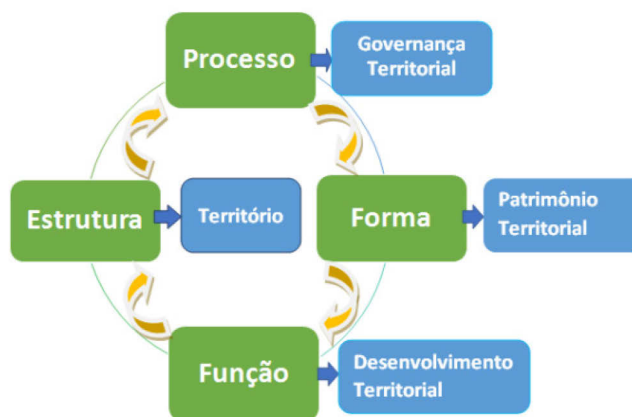 Processo
Governança
Territorial
Estrutura
Território
Forma
Patrimônio
Territorial
Função
Desenvolvimento
Territorial